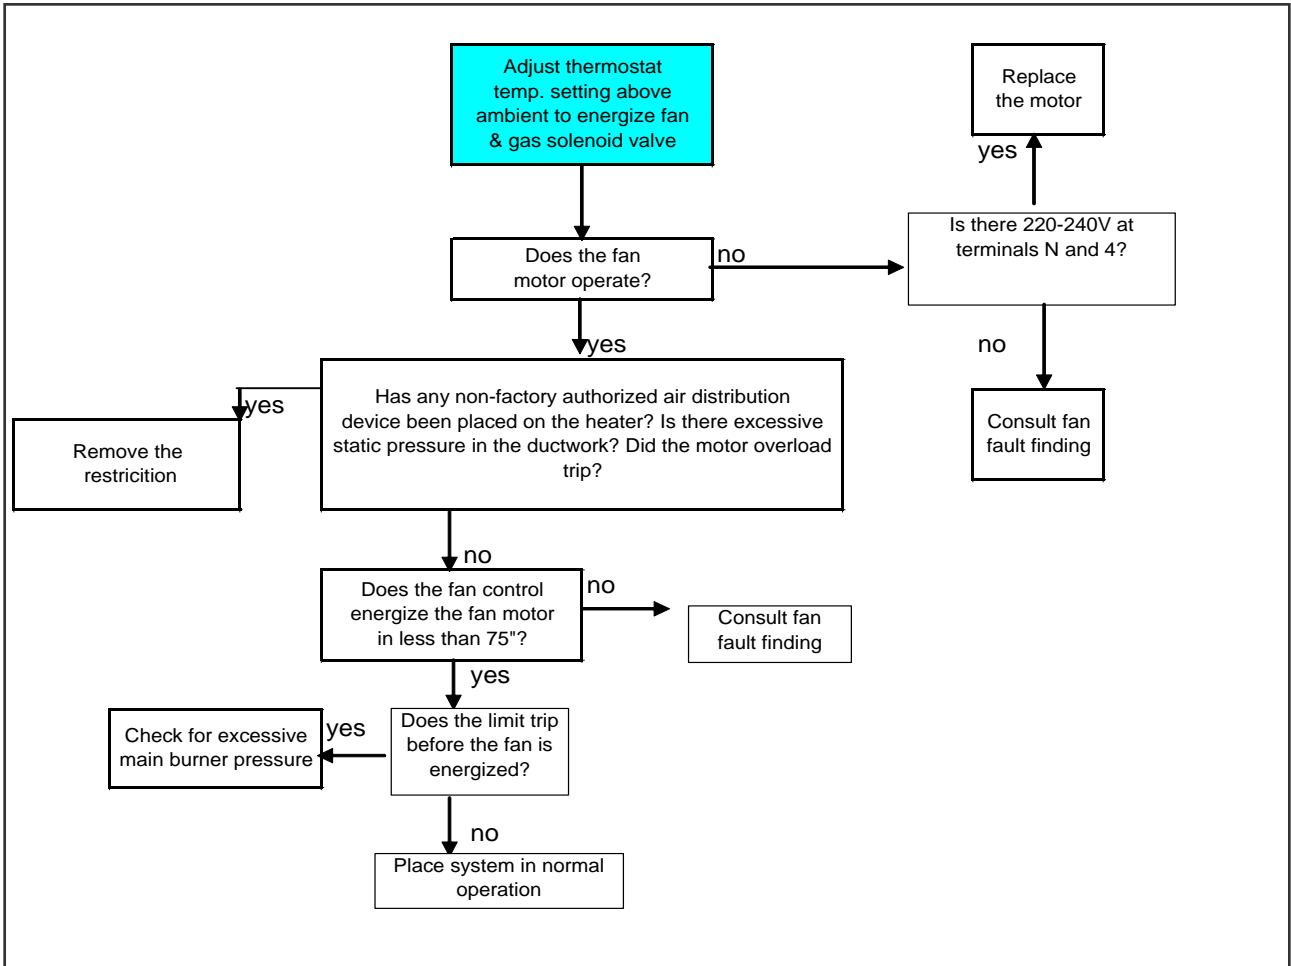 Adjust thermostat
temp. setting above
ambient to energize fan
& gas solenoid valve
Replace
the motor
yes
Is there 220-240V at
terminals N and 4?
Does the fan
motor operate?
no
yes
no
Has any non-factory authorized air distribution
device been placed on the heater? Is there excessive
static pressure in the ductwork? Did the motor overload
trip?
yes
Remove the
restricition
Consult fan
fault finding
no
Does the fan control
energize the fan motor
in less than 75"?
no
Consult fan
fault finding
yes
Does the limit trip
before the fan is
energized?
yes
Check for excessive
main burner pressure
no
Place system in normal
operation